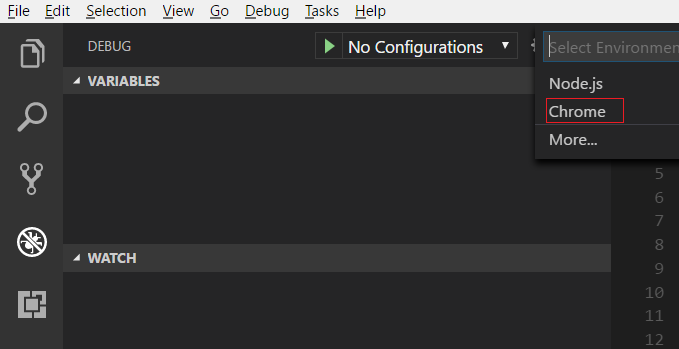 File Edit Selection View Go Debug Tasks Help
DEBUG
No Configurations
Select Environmen
VARIABLES
Node.js
Chrome
More...
5
6
7
8
WATCH
9
10
11
12